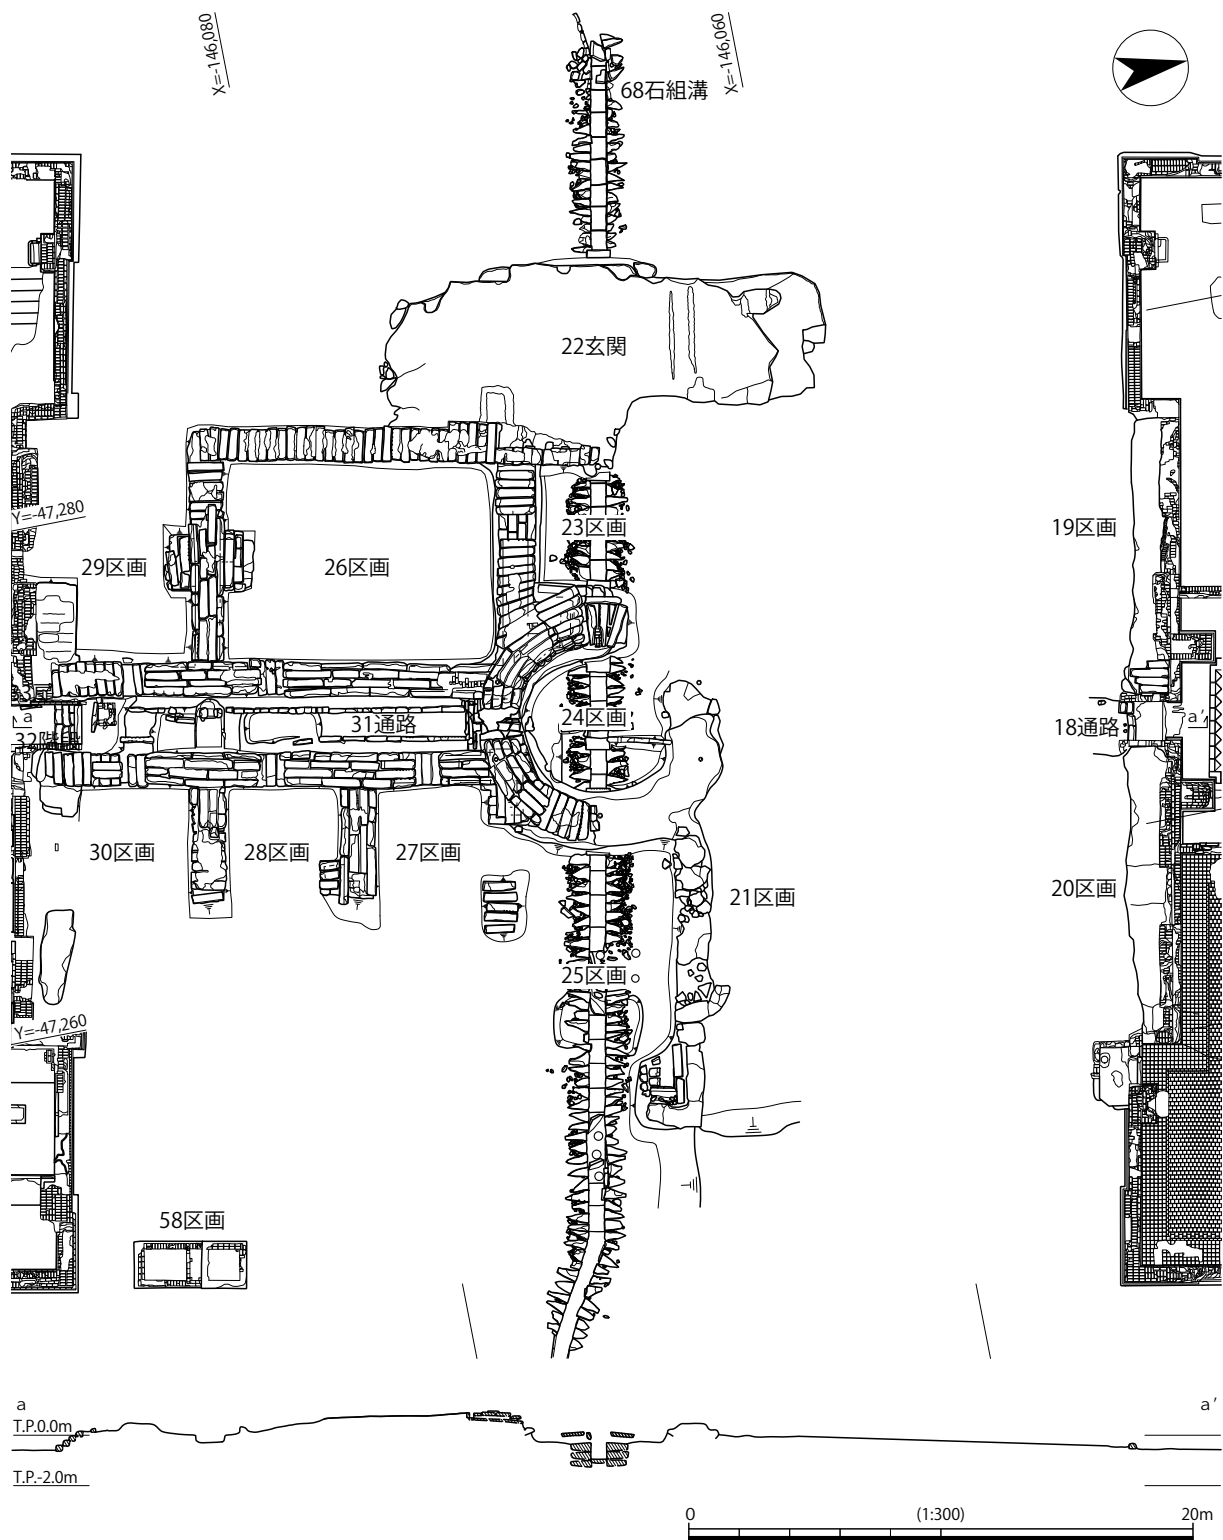 X=-146,080
X=-146,060
68石組溝
22玄関
Y=-47,280
23区画
19区画
29区画
26区画
a
31通路
24区画
18通路
a'
32階
30区画
28区画
27区画
20区画
21区画
25区画
Y=-47,260
58区画
a
a'
T.P.0.0m
T.P.-2.0m
0
(1:300)
20m